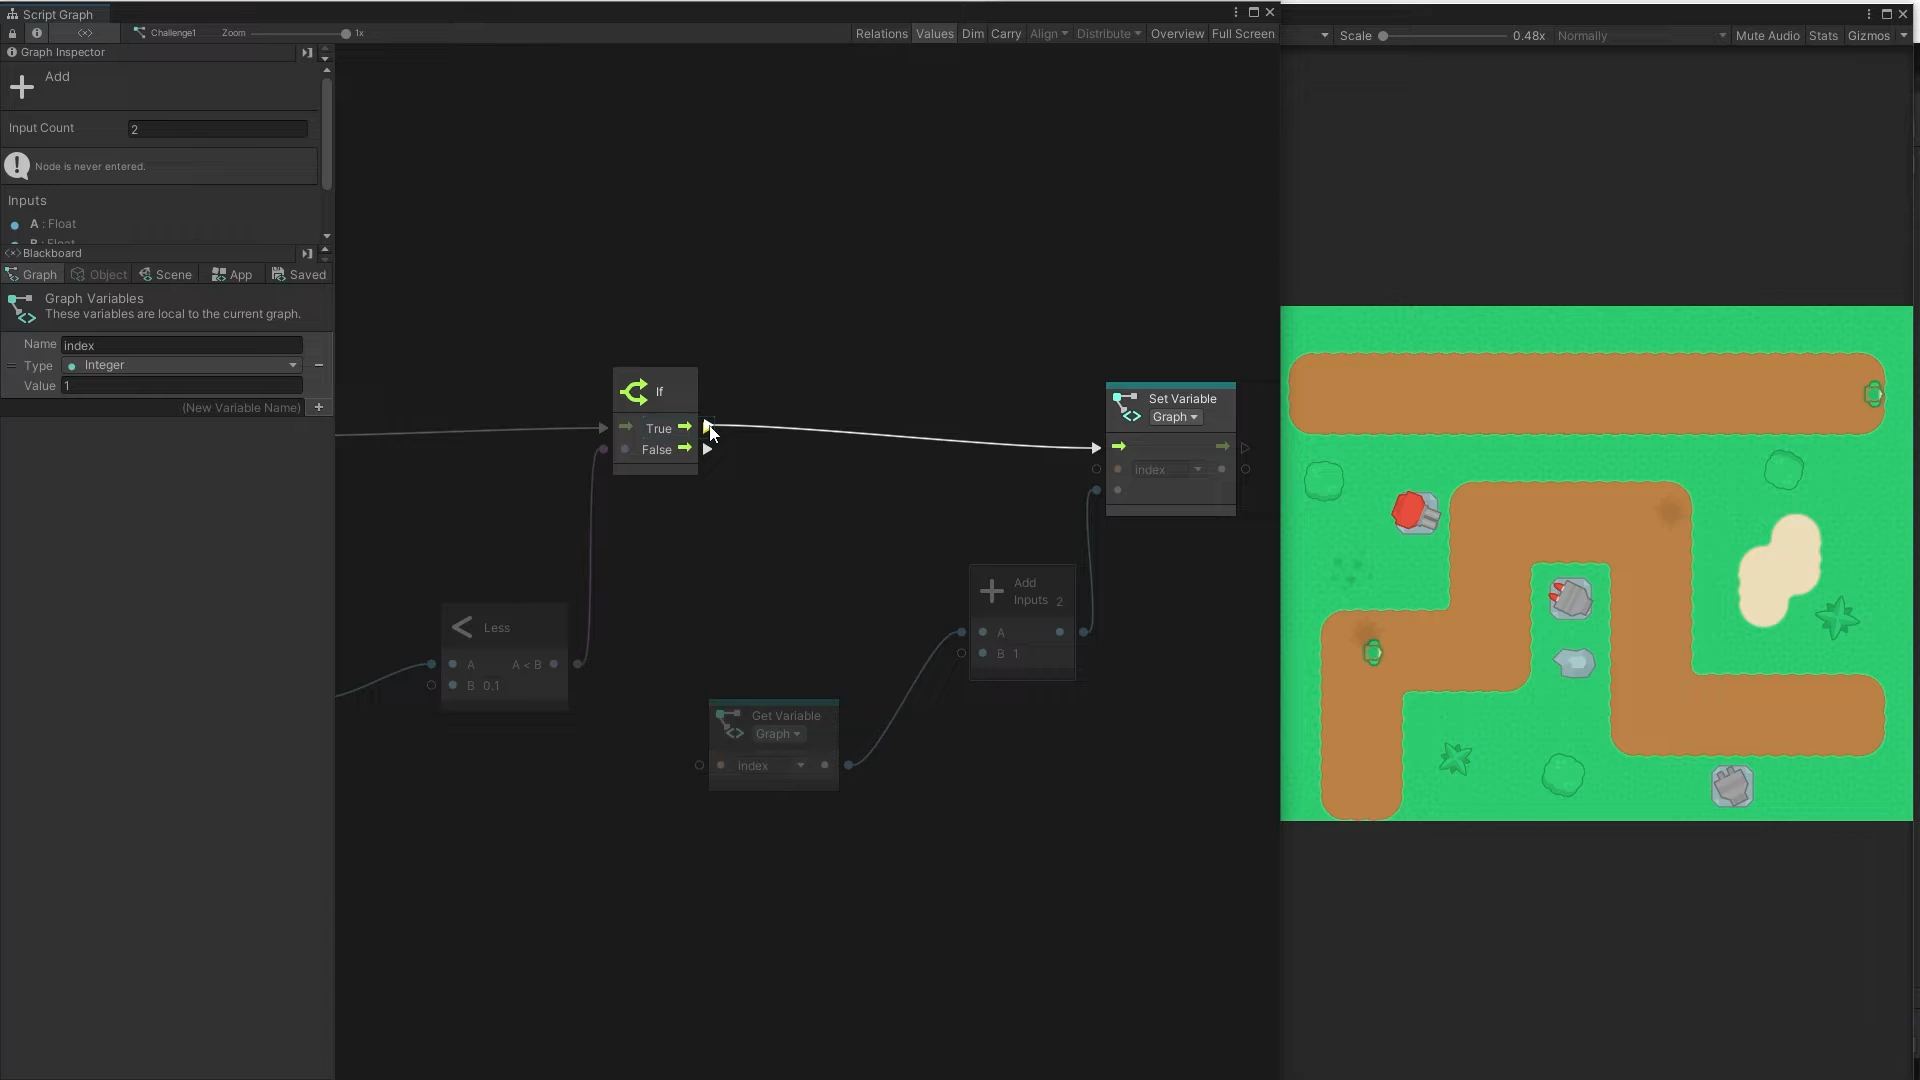 Script Graph
Challenge1
Zoom
1x
Relations
Values
Dim
Carry
Align
Distribute
Overview
Full Screen
Scale
0.48x
Normally
Mute Audio
Stats
Gizmos
Graph Inspector
Add
Input Count
2
Node is never entered.
Inputs
A : Float
B : Float
Blackboard
Graph
Object
Scene
App
Saved
Graph Variables
These variables are local to the current graph.
Name index
Type Integer
Value 1
(New Variable Name)
If
True
False
Set Variable
Graph
index
Less
A A < B
B 0.1
Add
Inputs 2
A
B 1
Get Variable
Graph
index